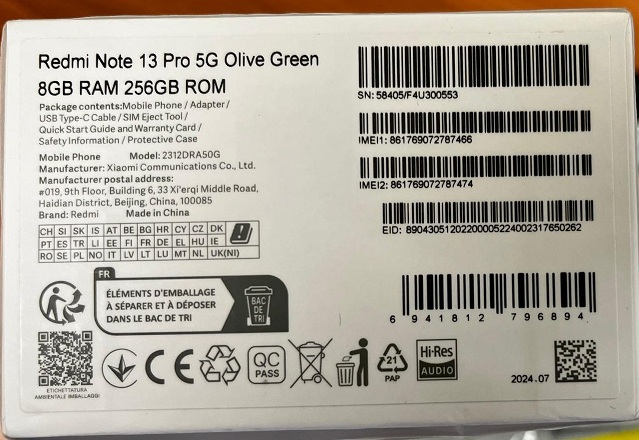 Redmi Note 13 Pro 5G Olive Green
8GB RAM 256GB ROM
Package contents:Mobile Phone / Adapter /
USB Type-C Cable / SIM Eject Tool /
Quick Start Guide and Warranty Card /
Safety Information / Protective Case
Mobile Phone Model: 2312DRA50G
Manufacturer: Xiaomi Communications Co., Ltd.
Manufacturer postal address:
#019, 9th Floor, Building 6, 33 Xi'erqi Middle Road,
Haidian District, Beijing, China, 100085
Brand: Redmi Made in China
CH SI SK IS AT BE BG HR CY CZ DK
PT ES TR LI EE FI FR DE EL HU IE
RO SE PL NO IT LV LT LU MT NL UK(NI)
SN: 58405/F4U300553
IMEI1: 861769072787466
IMEI2: 861769072787474
EID: 89043051202200005224002317650262
6 941812 796894
FR
ÉLÉMENTS D'EMBALLAGE
À SÉPARER ET À DÉPOSER
DANS LE BAC DE TRI
BAC
DE
TRI
ETICHETTATURA
AMBIENTALE IMBALLAGGI
CE
QC
PASS
21
PAP
Hi-Res
AUDIO
2024.07